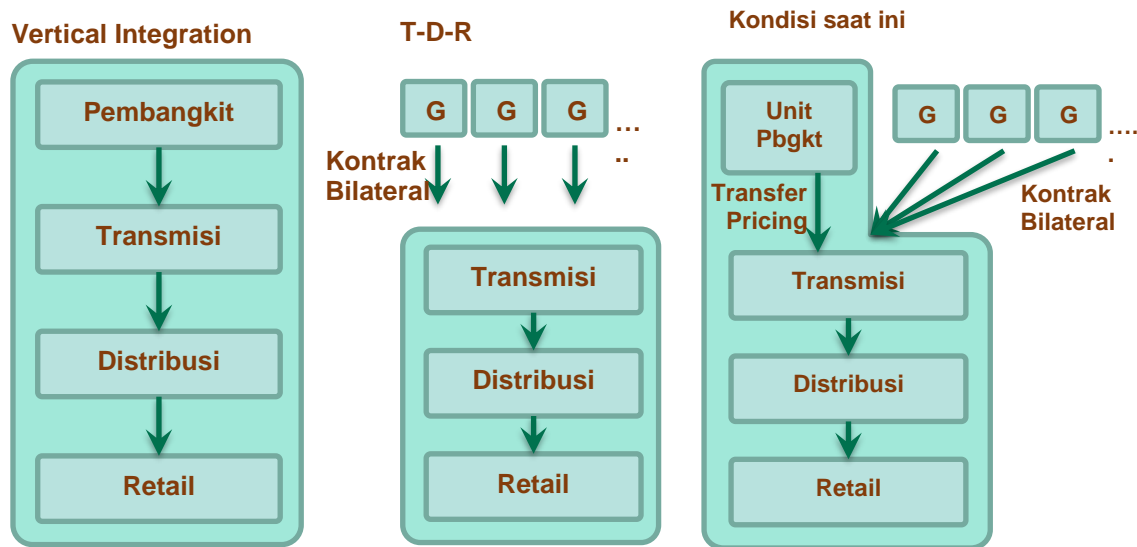 Vertical Integration
Pembangkit
Transmisi
Distribusi
Retail
T-D-R
G G G ...
..
Kontrak
Bilateral
Transmisi
Distribusi
Retail
Kondisi saat ini
Unit
Pbgkt
G G G ....
.
Transfer
Pricing
Kontrak
Bilateral
Transmisi
Distribusi
Retail